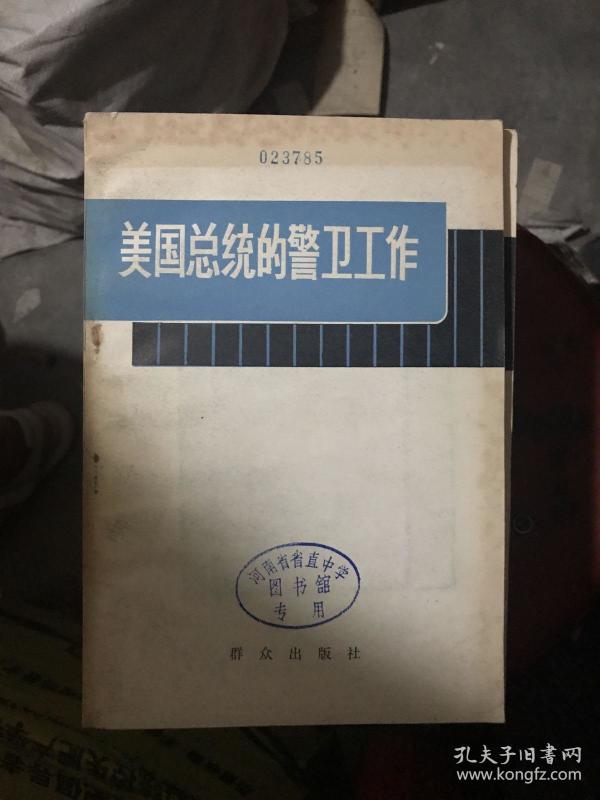 023785
美国总统的警卫工作
河南省省直中学
图书馆
专用
群众出版社
孔夫子旧书网
www.kongfz.com